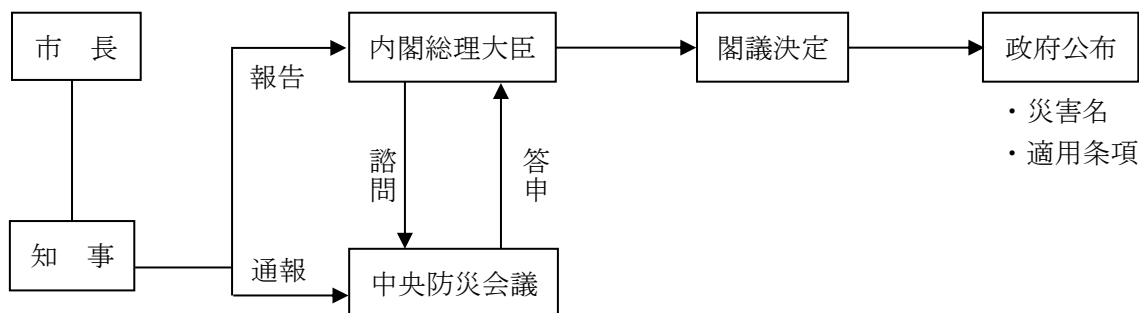 市　長
内閣総理大臣
閣議決定
政府公布
報告
・災害名
・適用条項
諮問
答申
知　事
通報
中央防災会議